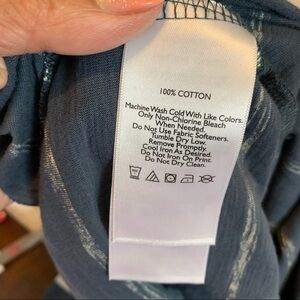 100% COTTON
Machine Wash Cold With Like Colors.
Only Non-Chlorine Bleach
When Needed.
Do Not Use Fabric Softeners.
Tumble Dry Low.
Remove Promptly.
Cool Iron As Desired.
Do Not Iron On Print.
Do Not Dry Clean.